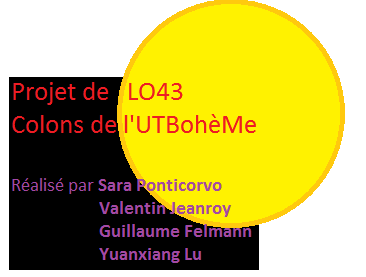 Projet de LO43
Colons de l'UTBohèMe
Réalisé par Sara Ponticorvo
Valentin Jeanroy
Guillaume Felmann
Yuanxiang Lu